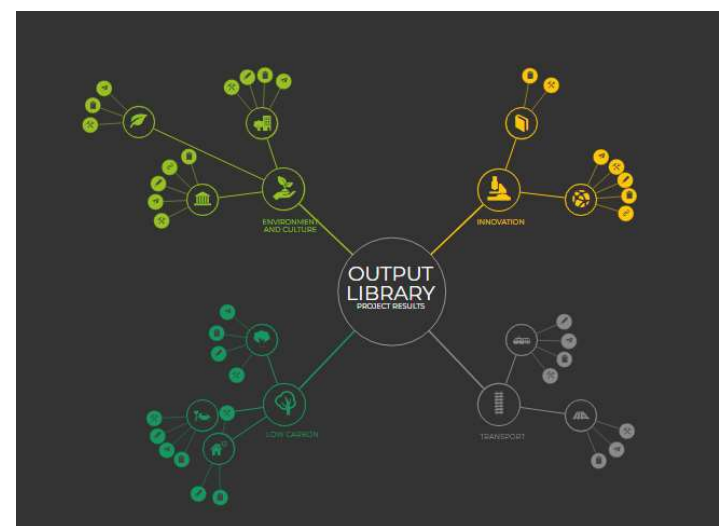 ENVIRONMENT
AND CULTURE
INNOVATION
OUTPUT
LIBRARY
PROJECT RESULTS
LOW CARBON
TRANSPORT